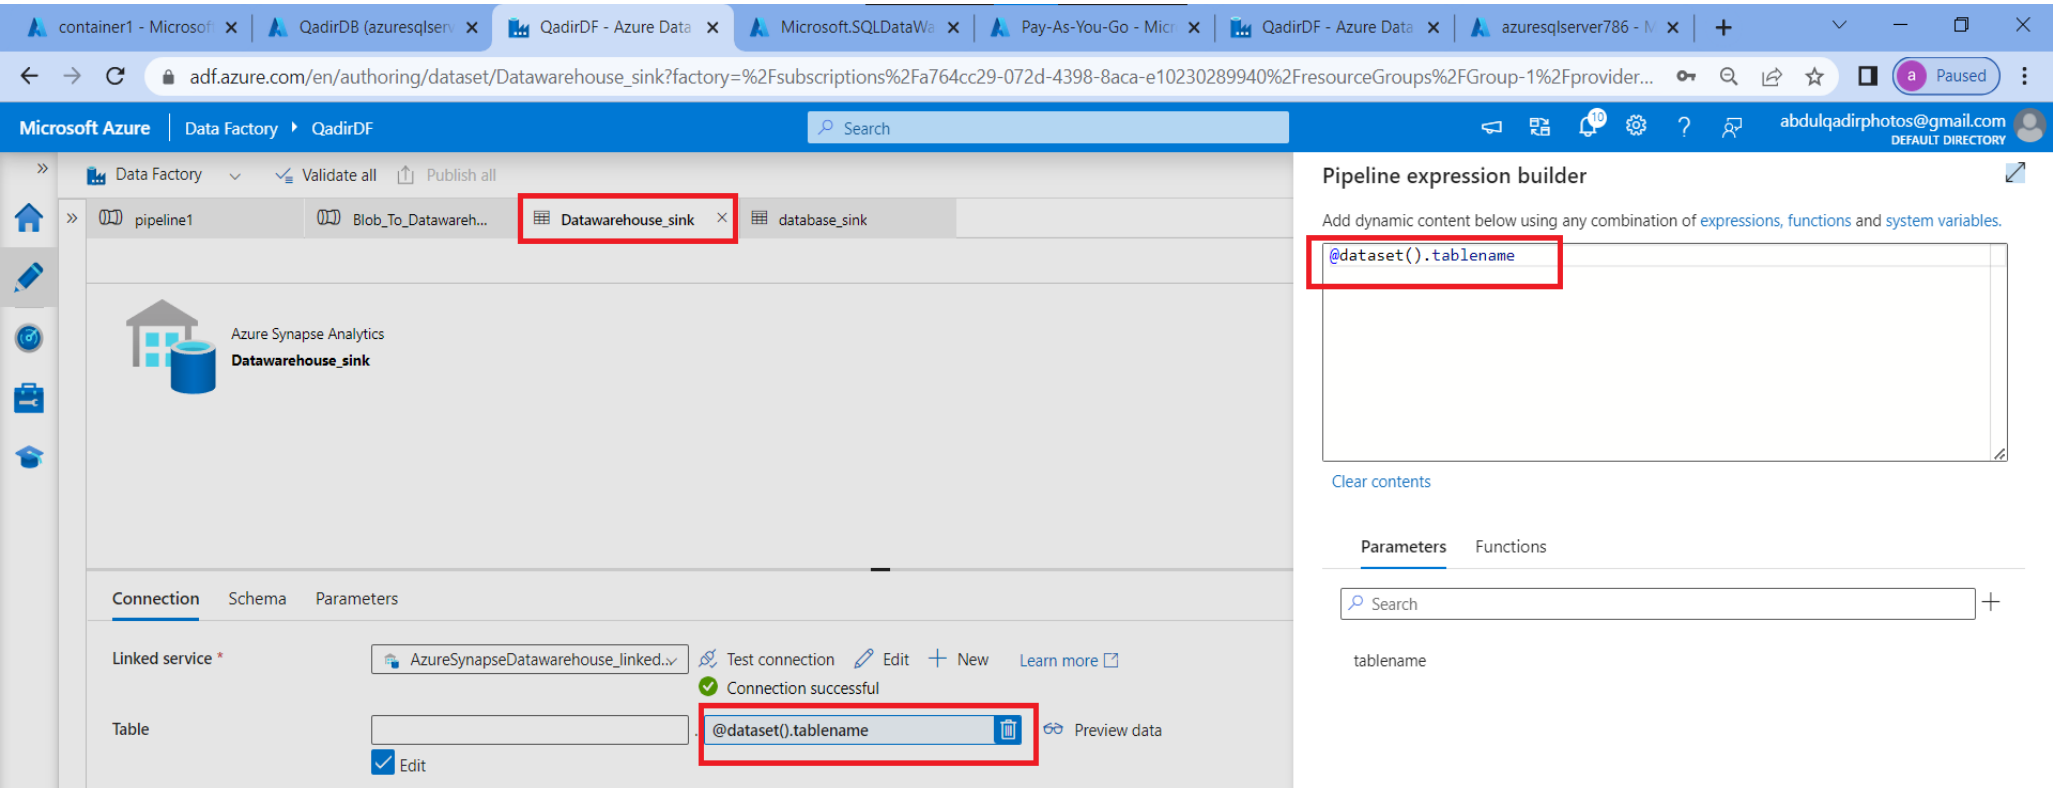 container1 - Microsof
QadirDB (azuresqlserv
QadirDF - Azure Data
Microsoft.SQLDataWa
Pay-As-You-Go - Micr
QadirDF - Azure Data
azuresqlserver786 - M
adf.azure.com/en/authoring/dataset/Datawarehouse_sink?factory=%2Fsubscriptions%2Fa764cc29-072d-4398-8aca-e10230289940%2FresourceGroups%2FGroup-1%2Fprovider...
a Paused
Microsoft Azure
Data Factory
QadirDF
Search
10
abdulqadirphotos@gmail.com
DEFAULT DIRECTORY
Data Factory
Validate all
Publish all
pipeline1
Blob_To_Datawareh...
Datawarehouse_sink
database_sink
Azure Synapse Analytics
Datawarehouse_sink
Connection
Schema
Parameters
Linked service *
AzureSynapseDatawarehouse_linked...
Test connection
Edit
New
Learn more
Connection successful
Table
.
@dataset().tablename
Preview data
Edit
Pipeline expression builder
Add dynamic content below using any combination of expressions, functions and system variables.
@dataset().tablename
Clear contents
Parameters
Functions
Search
tablename